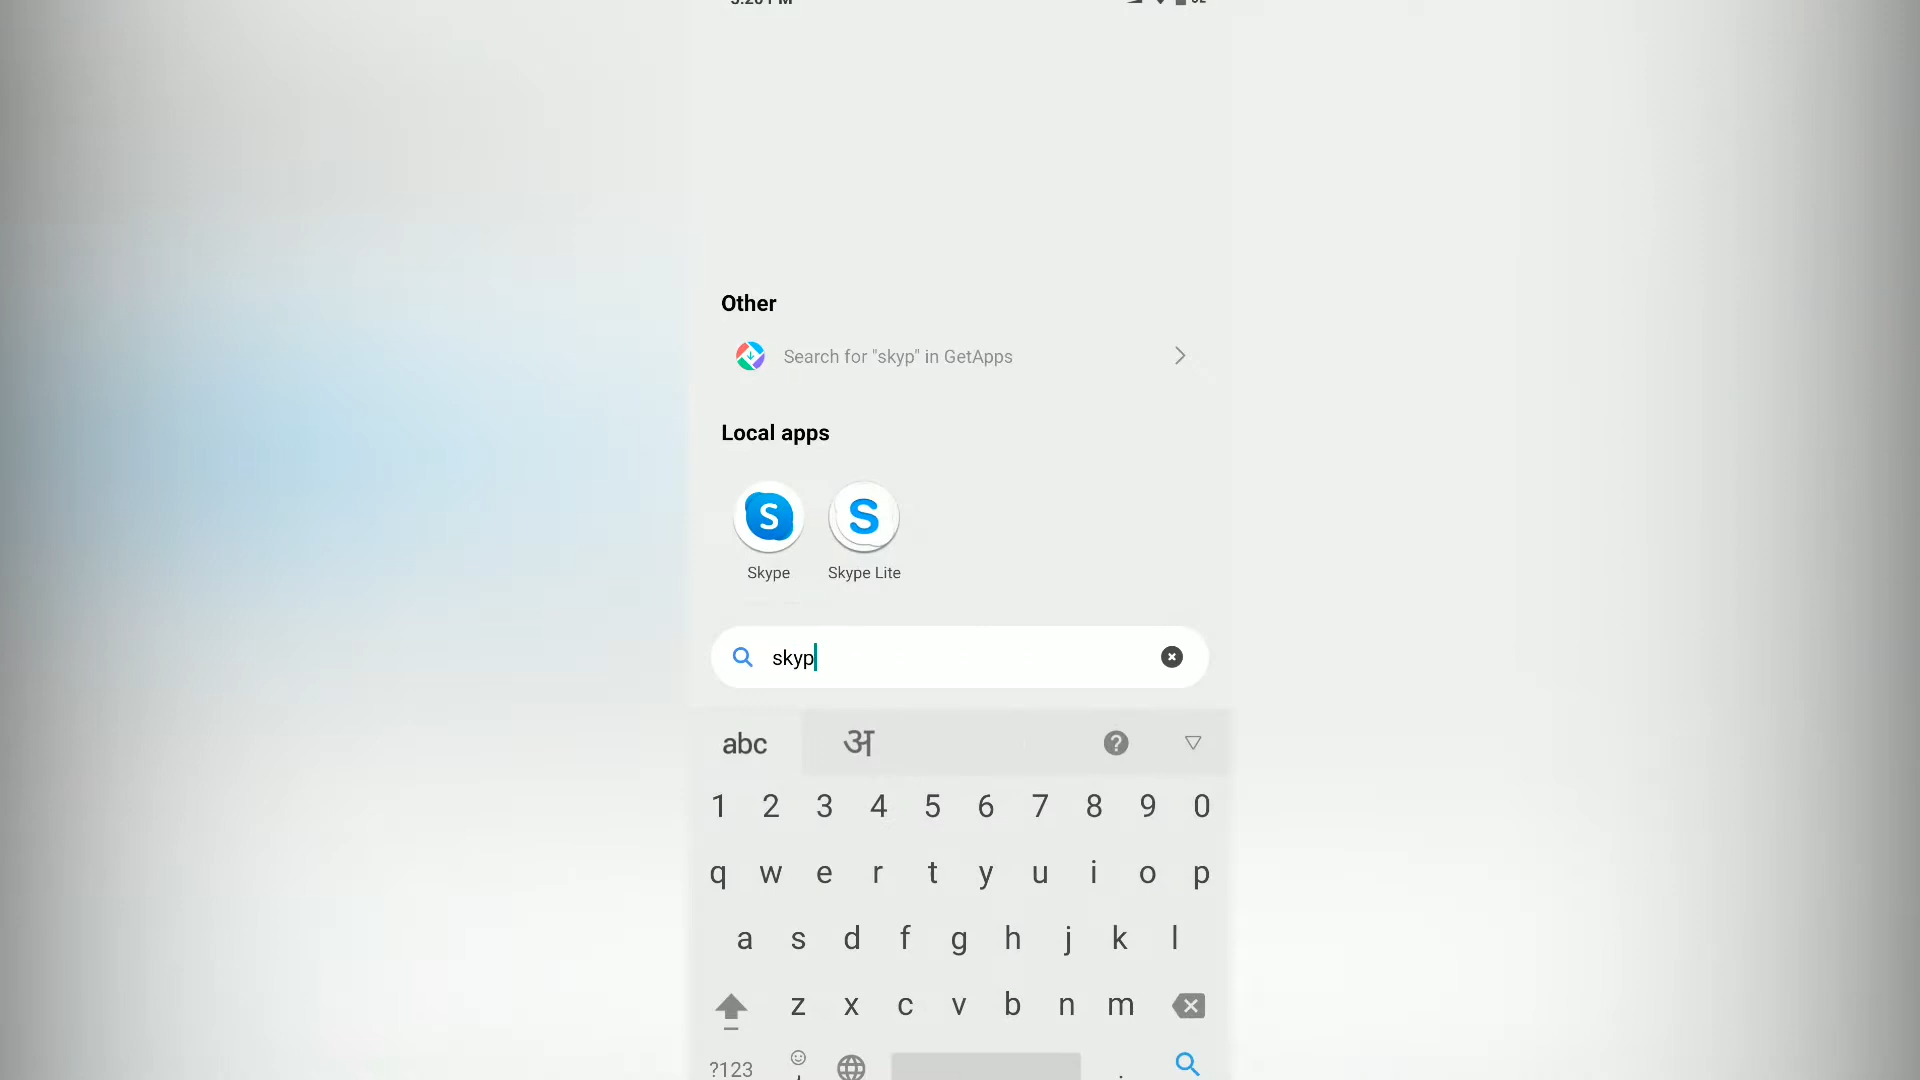 Other
Search for "skyp" in GetApps
Local apps
S S
Skype Skype Lite
skyp
abc अ ?
1 2 3 4 5 6 7 8 9 0
q w e r t y u i o p
a s d f g h j k l
z x c v b n m
?123